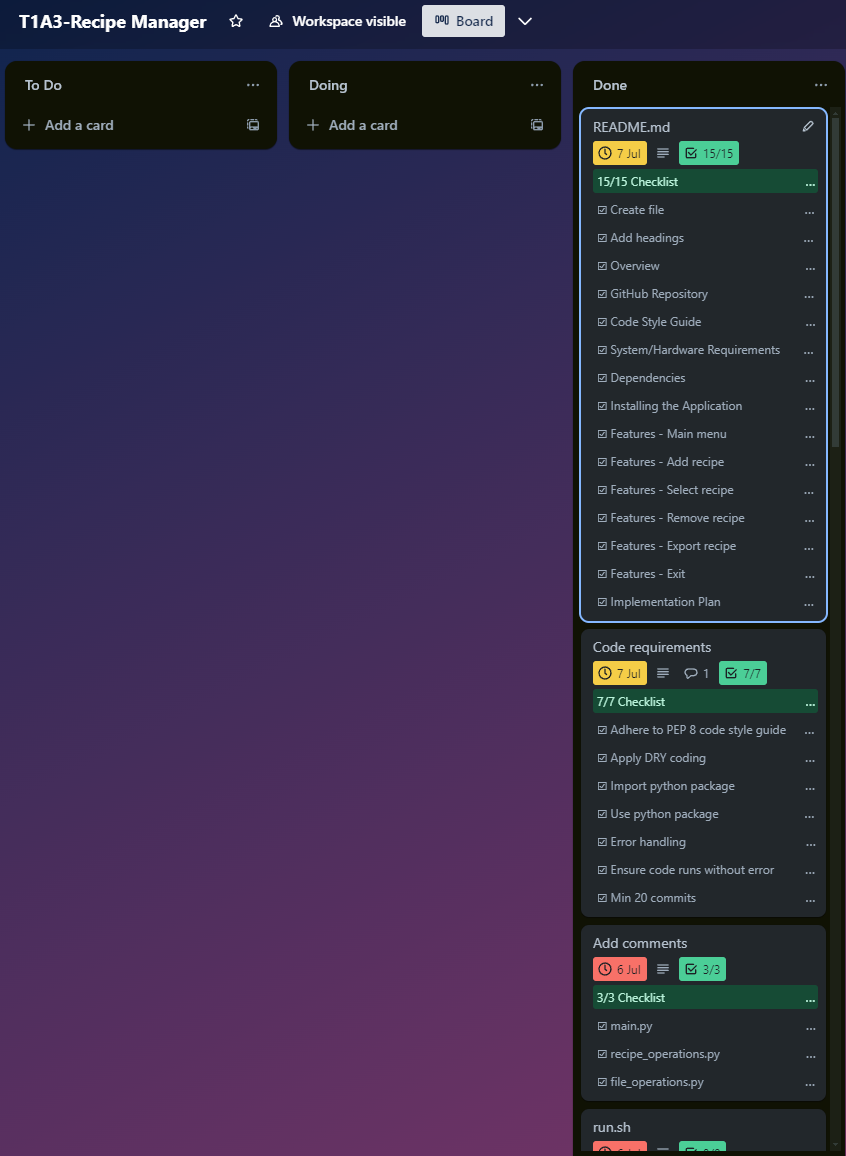 T1A3-Recipe Manager
Workspace visible
Board
To Do
Add a card
Doing
Add a card
Done
README.md
7 Jul
15/15
15/15 Checklist
Create file
Add headings
Overview
GitHub Repository
Code Style Guide
System/Hardware Requirements
Dependencies
Installing the Application
Features - Main menu
Features - Add recipe
Features - Select recipe
Features - Remove recipe
Features - Export recipe
Features - Exit
Implementation Plan
Code requirements
7 Jul
1
7/7
7/7 Checklist
Adhere to PEP 8 code style guide
Apply DRY coding
Import python package
Use python package
Error handling
Ensure code runs without error
Min 20 commits
Add comments
6 Jul
3/3
3/3 Checklist
main.py
recipe_operations.py
file_operations.py
run.sh